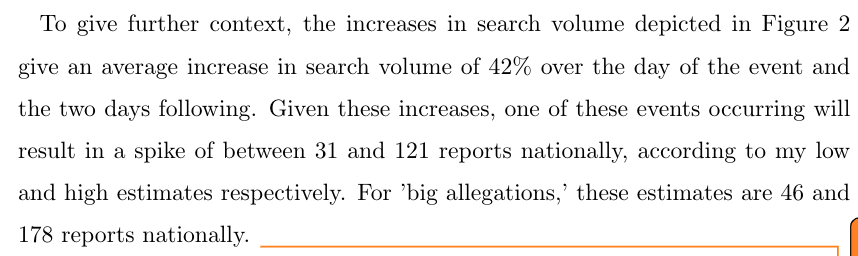 To give further context, the increases in search volume depicted in Figure 2
give an average increase in search volume of 42% over the day of the event and
the two days following. Given these increases, one of these events occurring will
result in a spike of between 31 and 121 reports nationally, according to my low
and high estimates respectively. For ’big allegations,’ these estimates are 46 and
178 reports nationally.